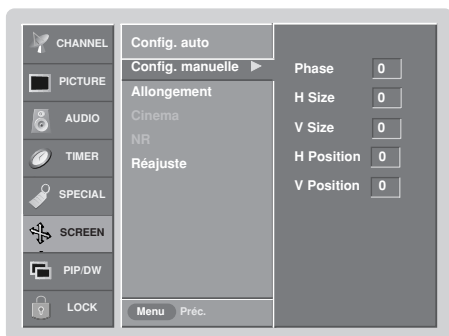 CHANNEL
PICTURE
AUDIO
TIMER
SPECIAL
SCREEN
PIP/DW
LOCK
Config. auto
Config. manuelle
Allongement
Cinema
NR
Réajuste
Menu Préc.
Phase 0
H Size 0
V Size 0
H Position 0
V Position 0